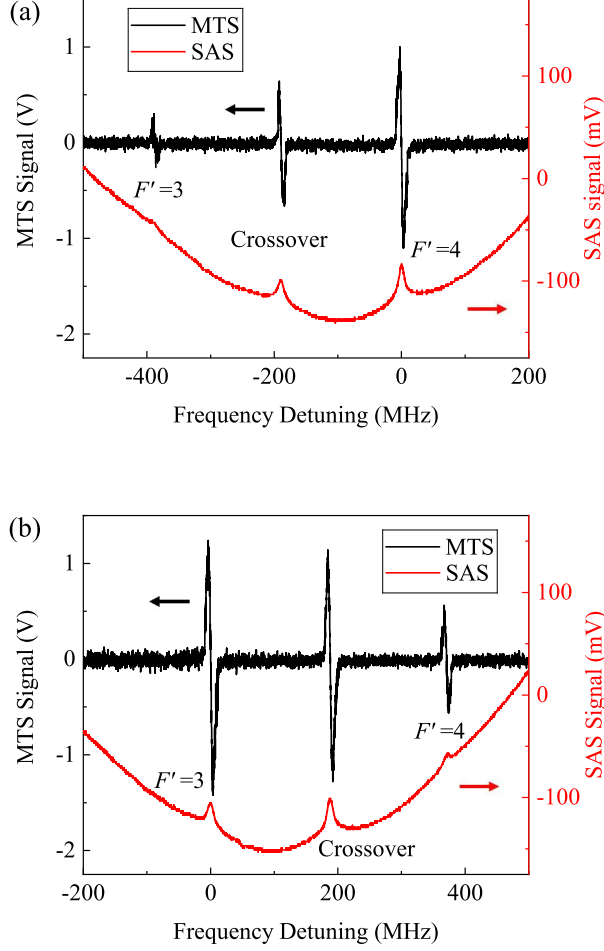 (a)
MTS
SAS
1
0
-1
-2
MTS Signal (V)
100
0
-100
SAS signal (mV)
F′ =3
Crossover
F′ =4
-400
-200
0
200
Frequency Detuning (MHz)
(b)
MTS
SAS
1
0
-1
-2
MTS Signal (V)
100
0
-100
SAS Signal (mV)
F′ =4
F′ =3
Crossover
-200
0
200
400
Frequency Detuning (MHz)